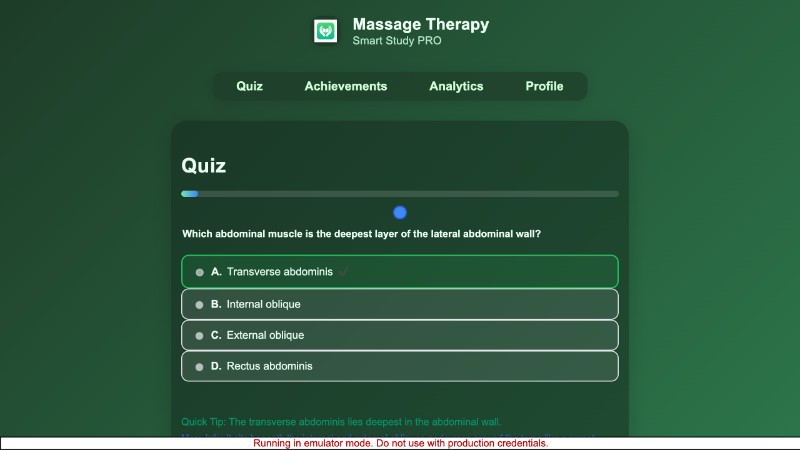 Massage Therapy
Smart Study PRO
Quiz
Achievements
Analytics
Profile
Quiz
Which abdominal muscle is the deepest layer of the lateral abdominal wall?
A. Transverse abdominis ✓
B. Internal oblique
C. External oblique
D. Rectus abdominis
Quick Tip: The transverse abdominis lies deepest in the abdominal wall.
Running in emulator mode. Do not use with production credentials.